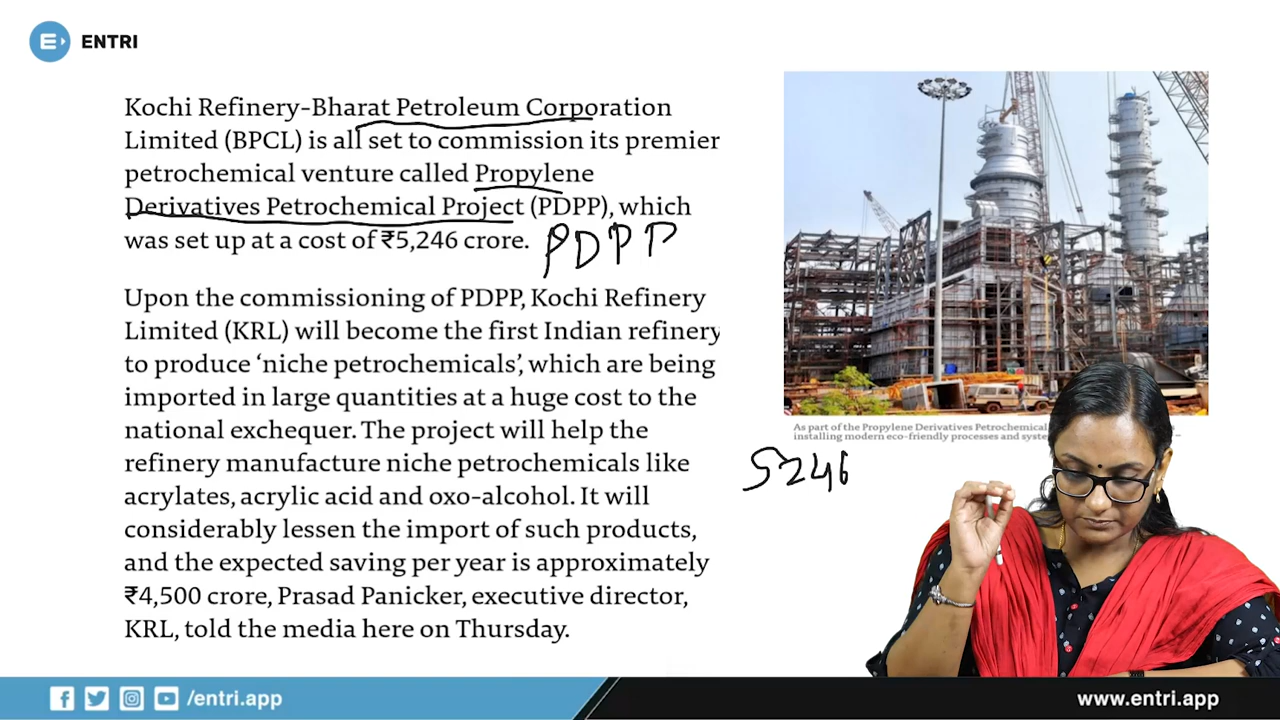 ENTRI
Kochi Refinery-Bharat Petroleum Corporation
Limited (BPCL) is all set to commission its premier
petrochemical venture called Propylene
Derivatives Petrochemical Project (PDPP), which
was set up at a cost of ₹5,246 crore.
PDPP
Upon the commissioning of PDPP, Kochi Refinery
Limited (KRL) will become the first Indian refinery
to produce ‘niche petrochemicals’, which are being
imported in large quantities at a huge cost to the
national exchequer. The project will help the
refinery manufacture niche petrochemicals like
acrylates, acrylic acid and oxo-alcohol. It will
considerably lessen the import of such products,
and the expected saving per year is approximately
₹4,500 crore, Prasad Panicker, executive director,
KRL, told the media here on Thursday.
As part of the Propylene Derivatives Petrochemical
installing modern eco-friendly processes and
5246
/entri.app
www.entri.app